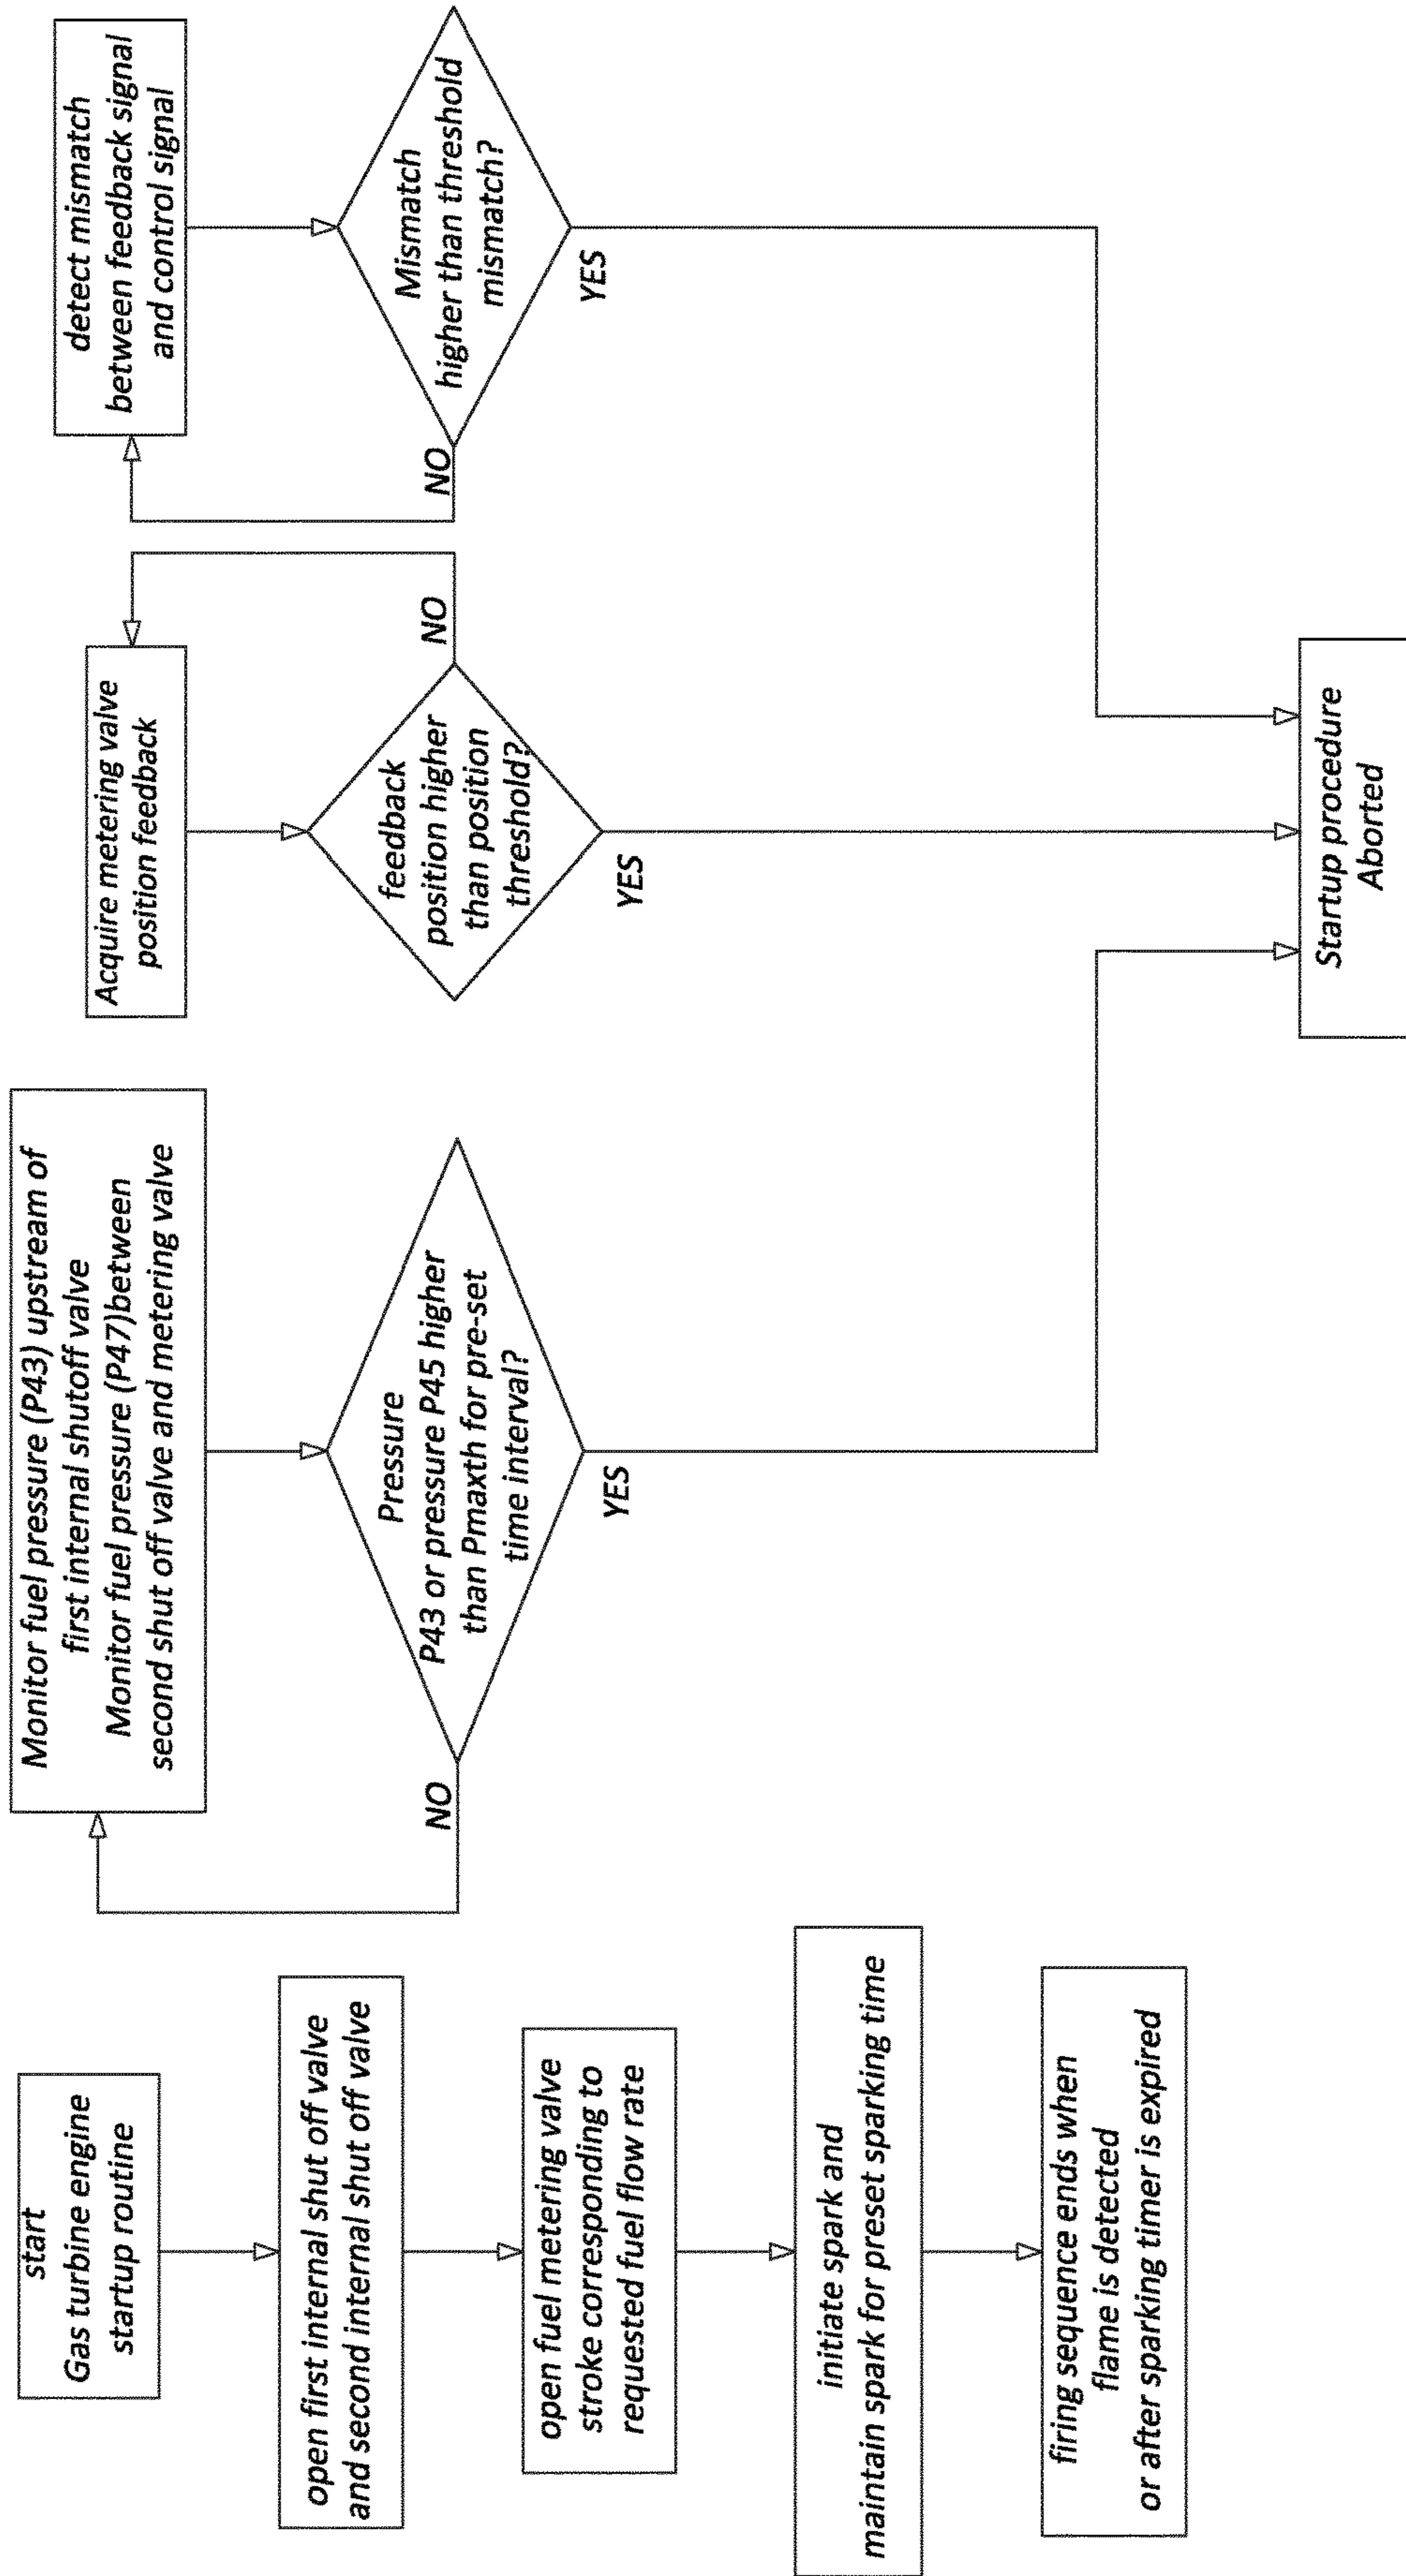 start
Gas turbine engine
startup routine
open first internal shut off valve
and second internal shut off valve
open fuel metering valve
stroke corresponding to
requested fuel flow rate
initiate spark and
maintain spark for preset sparking time
firing sequence ends when
flame is detected
or after sparking timer is expired
Monitor fuel pressure (P43) upstream of
first internal shutoff valve
Monitor fuel pressure (P47)between
second shut off valve and metering valve
Pressure
P43 or pressure P45 higher
than Pmaxth for pre-set
time interval?
NO
YES
Acquire metering valve
position feedback
feedback
position higher
than position
threshold?
NO
YES
detect mismatch
between feedback signal
and control signal
Mismatch
higher than threshold
mismatch?
NO
YES
Startup procedure
Aborted